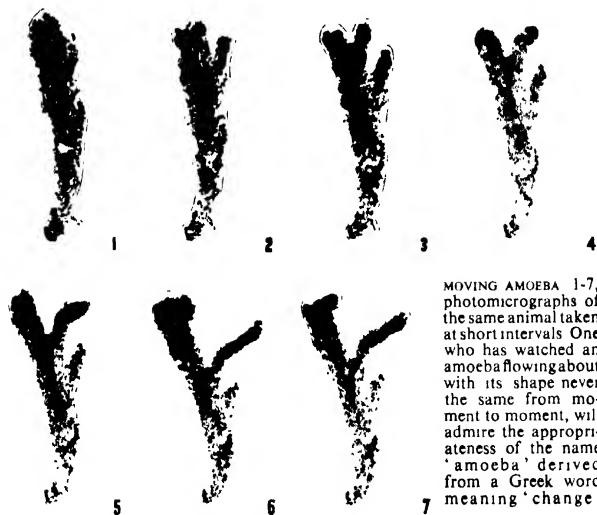 1
2
3
4
MOVING AMOEBA 1-7,
photomicrographs of
the same animal taken
at short intervals One
who has watched an
amoeba flowing about
with its shape never
the same from mo-
ment to moment, will
admire the appropri-
ateness of the name
'amoeba' derived
from a Greek word
meaning 'change
5
6
7